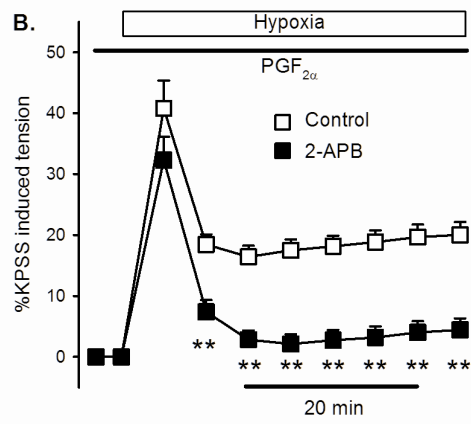 B.
Hypoxia
PGF2α
Control
2-APB
%KPSS induced tension
50
40
30
20
10
0
** ** ** ** ** ** **
20 min